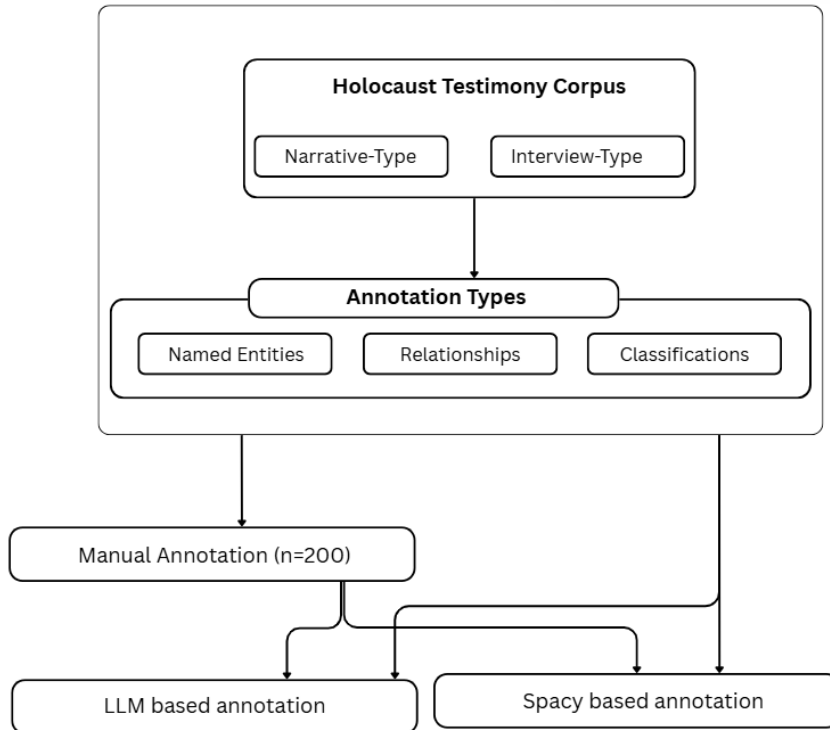 Holocaust Testimony Corpus
Narrative-Type
Interview-Type
Annotation Types
Named Entities
Relationships
Classifications
Manual Annotation (n=200)
LLM based annotation
Spacy based annotation